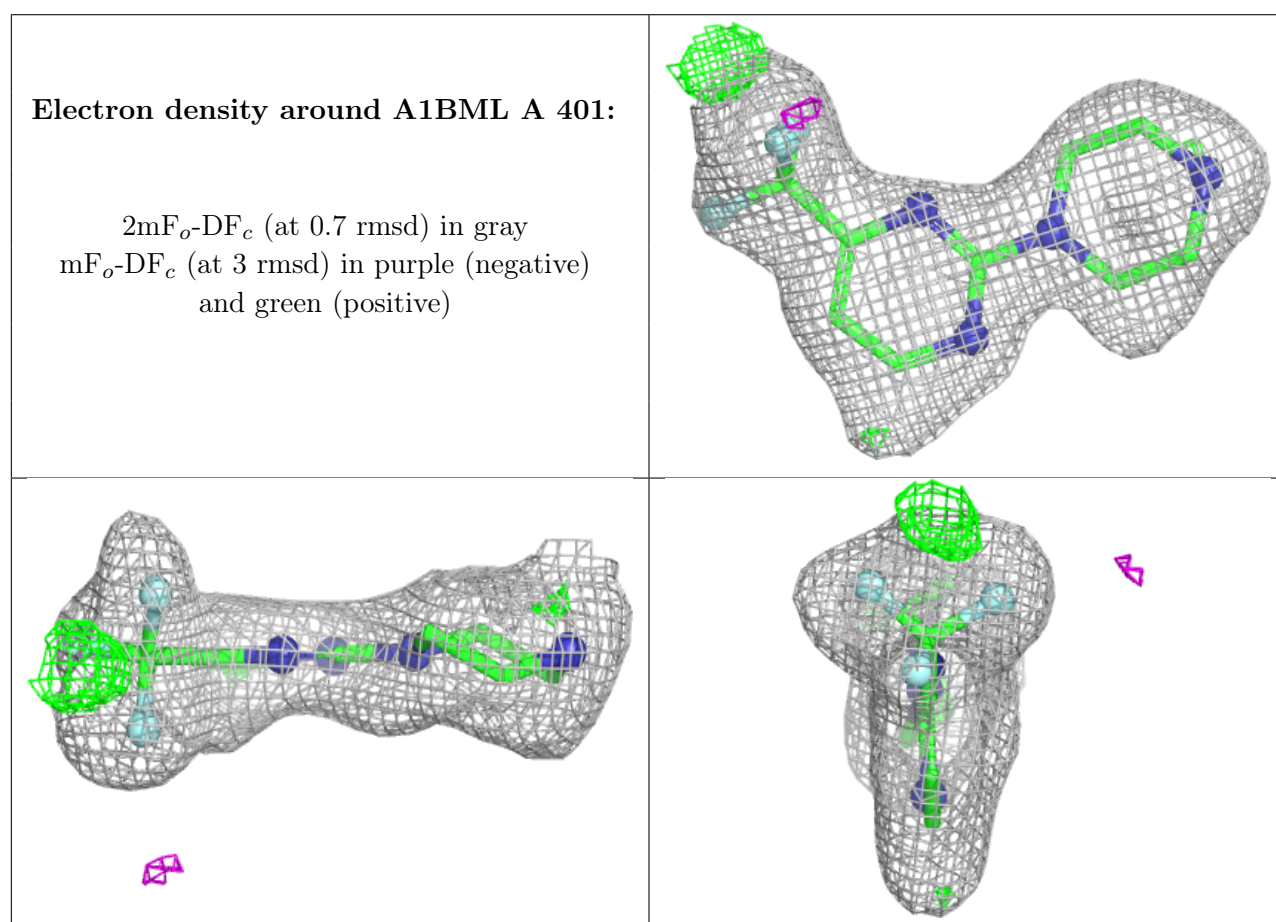 Electron density around A1BML A 401:
2mFo-DFc (at 0.7 rmsd) in gray
mFo-DFc (at 3 rmsd) in purple (negative)
and green (positive)